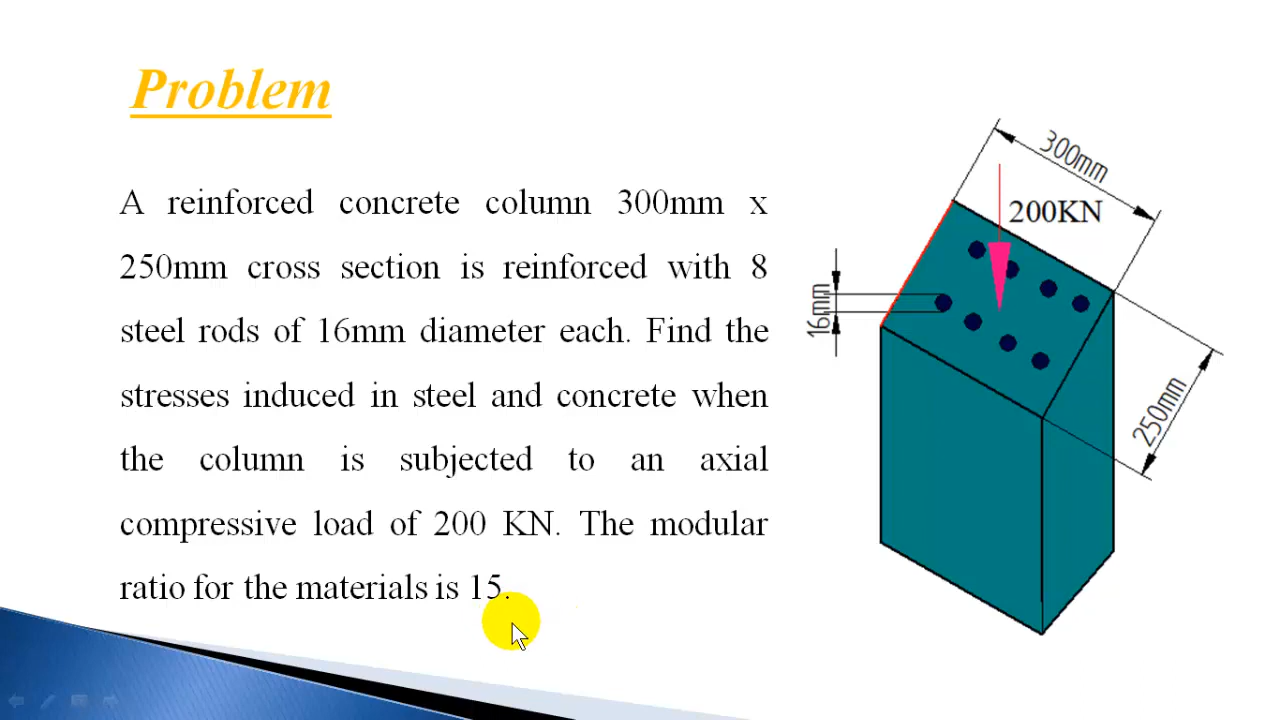 Problem
A reinforced concrete column 300mm x
250mm cross section is reinforced with 8
steel rods of 16mm diameter each. Find the
stresses induced in steel and concrete when
the column is subjected to an axial
compressive load of 200 KN. The modular
ratio for the materials is 15.
300mm
200KN
16mm
250mm